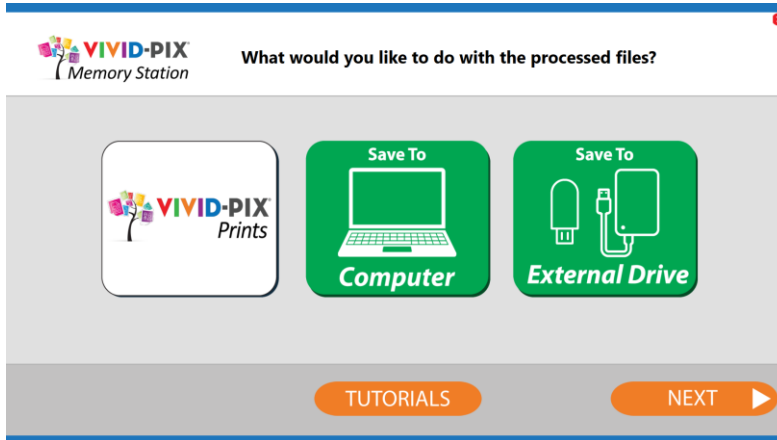 VIVID-PIX
Memory Station
What would you like to do with the processed files?
VIVID-PIX
Prints
Save To
Computer
Save To
External Drive
TUTORIALS
NEXT